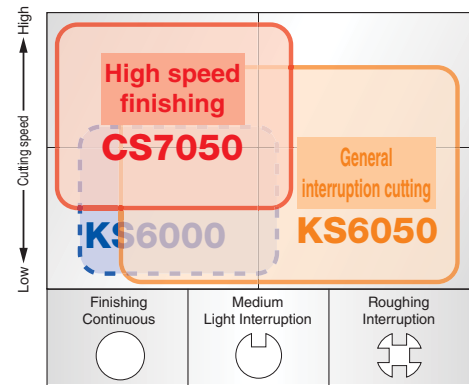 High
Cutting speed
Low
High speed
finishing
CS7050
General
interruption cutting
KS6050
KS6000
Finishing
Continuous
Medium
Light Interruption
Roughing
Interruption